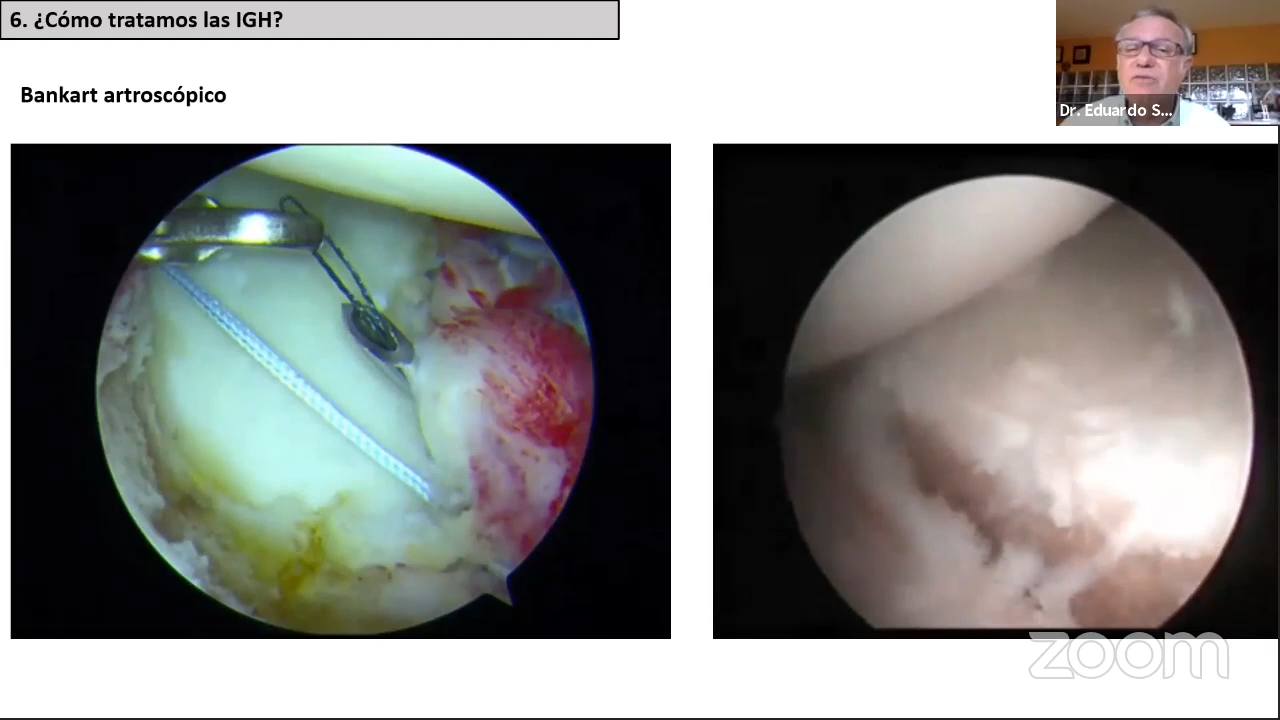 6. ¿Cómo tratamos las IGH?
Dr. Eduardo S...
Bankart artroscópico
zoom